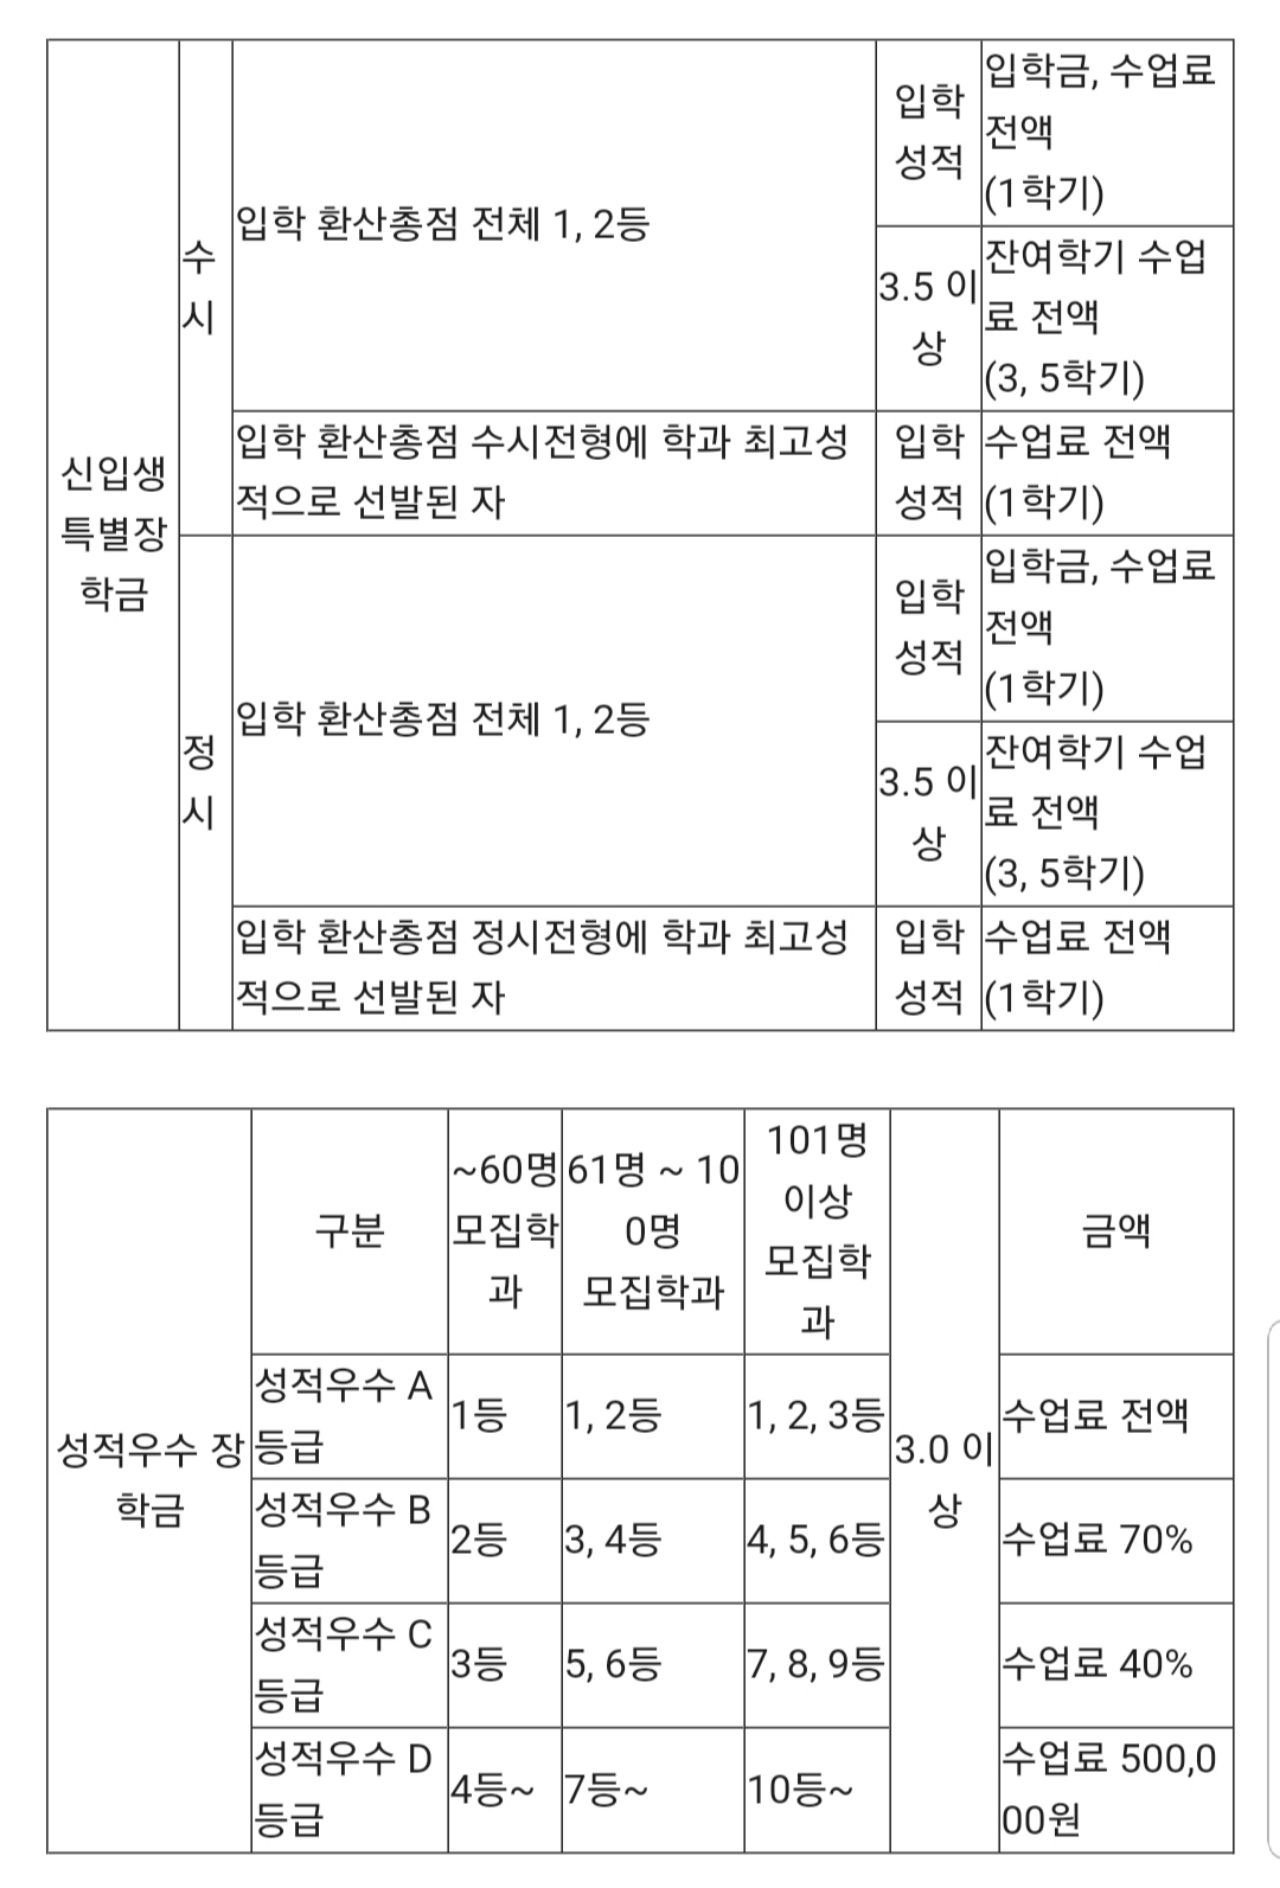 신입생
특별장
학금
수
시
입학 환산총점 전체 1, 2등
입학
성적
입학금, 수업료
전액
(1학기)
3.5 이
상
잔여학기 수업
료 전액
(3, 5학기)
입학 환산총점 수시전형에 학과 최고성
적으로 선발된 자
입학
성적
수업료 전액
(1학기)
정
시
입학 환산총점 전체 1, 2등
입학
성적
입학금, 수업료
전액
(1학기)
3.5 이
상
잔여학기 수업
료 전액
(3, 5학기)
입학 환산총점 정시전형에 학과 최고성
적으로 선발된 자
입학
성적
수업료 전액
(1학기)
성적우수 장
학금
구분
~60명
모집학
과
61명 ~ 10
0명
모집학과
101명
이상
모집학
과
3.0 이
상
금액
성적우수 A
등급
1등
1, 2등
1, 2, 3등
수업료 전액
성적우수 B
등급
2등
3, 4등
4, 5, 6등
수업료 70%
성적우수 C
등급
3등
5, 6등
7, 8, 9등
수업료 40%
성적우수 D
등급
4등~
7등~
10등~
수업료 500,0
00원